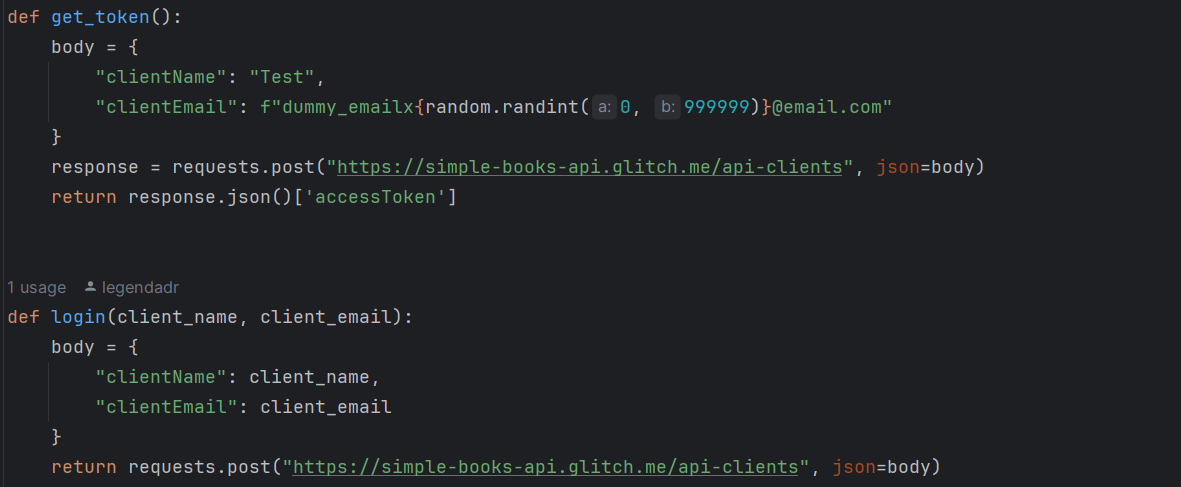 def get_token():
    body = {
        "clientName": "Test",
        "clientEmail": f"dummy_emailx{random.randint( a: 0,  b: 999999)}@email.com"
    }
    response = requests.post("https://simple-books-api.glitch.me/api-clients", json=body)
    return response.json()['accessToken']
1 usage legendadr
def login(client_name, client_email):
    body = {
        "clientName": client_name,
        "clientEmail": client_email
    }
    return requests.post("https://simple-books-api.glitch.me/api-clients", json=body)